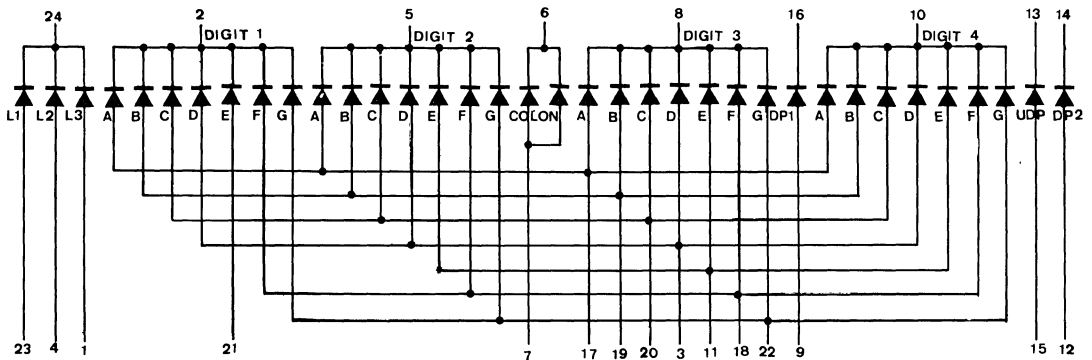 24 2 5 6 8 16 10 13 14
DIGIT 1 DIGIT 2 DIGIT 3 DIGIT 4
L1 L2 L3 A B C D E F G A B C D E F G COLON A B C D E F G DP1 A B C D E F G UDP DP2
23 4 1 21 7 17 19 20 3 11 18 22 9 15 12